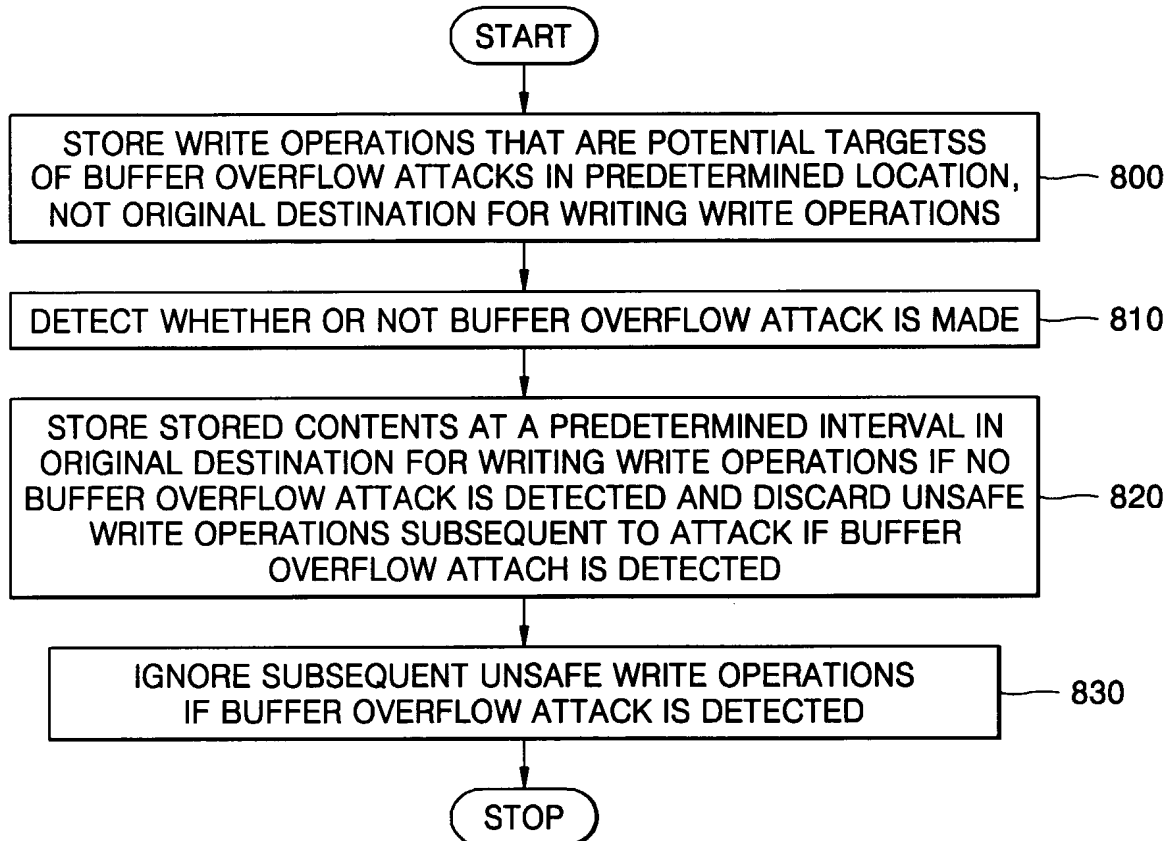 START
STORE WRITE OPERATIONS THAT ARE POTENTIAL TARGETSS
OF BUFFER OVERFLOW ATTACKS IN PREDETERMINED LOCATION,
NOT ORIGINAL DESTINATION FOR WRITING WRITE OPERATIONS
800
DETECT WHETHER OR NOT BUFFER OVERFLOW ATTACK IS MADE
810
STORE STORED CONTENTS AT A PREDETERMINED INTERVAL IN
ORIGINAL DESTINATION FOR WRITING WRITE OPERATIONS IF NO
BUFFER OVERFLOW ATTACK IS DETECTED AND DISCARD UNSAFE
WRITE OPERATIONS SUBSEQUENT TO ATTACK IF BUFFER
OVERFLOW ATTACH IS DETECTED
820
IGNORE SUBSEQUENT UNSAFE WRITE OPERATIONS
IF BUFFER OVERFLOW ATTACK IS DETECTED
830
STOP